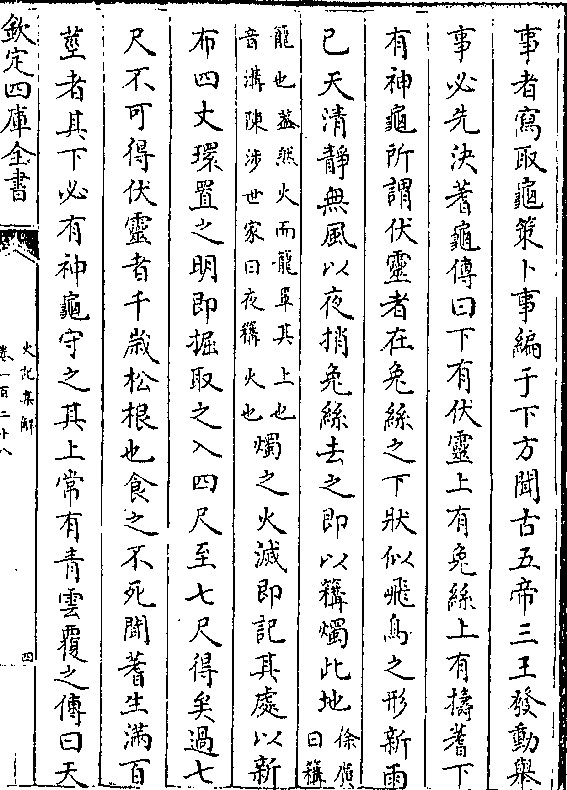 事者寫取龜策卜事編于下方聞古五帝三王發動舉
事必先決蓍龜傳曰下有伏靈上有兔絲上有擣蓍下
有神龜所謂伏靈者在兔絲之下狀似飛鳥之形新雨
已天清靜無風以夜捎兔絲去之即以篝燭此地徐廣曰篝
籠也蓋然火而籠罩其上也音溝陳涉世家曰夜篝火也燭之火滅即記其處以新
布四丈環置之明即掘取之入四尺至七尺得矣過七
尺不可得伏靈者千歲松根也食之不死聞蓍生滿百
莖者其下必有神龜守之其上常有青雲覆之傳曰天
欽定四庫全書
史記集解
卷一百二十八
四